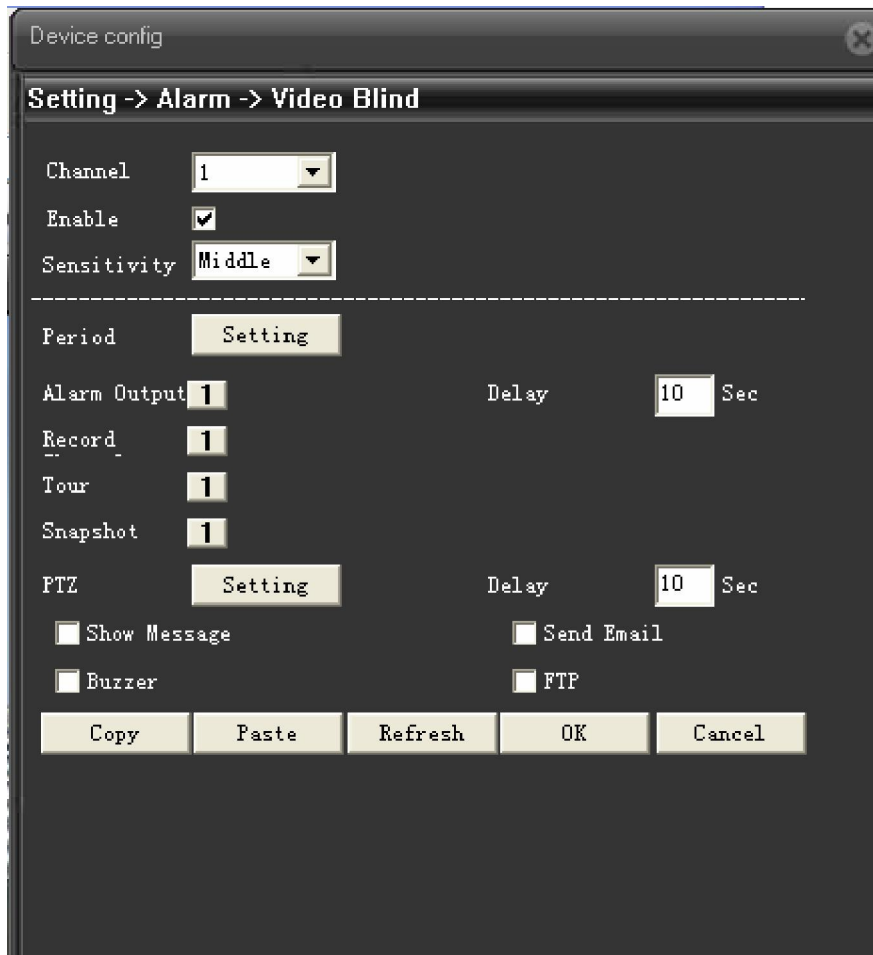 Device config
Setting -> Alarm -> Video Blind
Channel 1
Enable
Sensitivity Middle
Period Setting
Alarm Output 1 Delay 10 Sec
Record 1
Tour 1
Snapshot 1
PTZ Setting Delay 10 Sec
Show Message Send Email
Buzzer FTP
Copy Paste Refresh OK Cancel